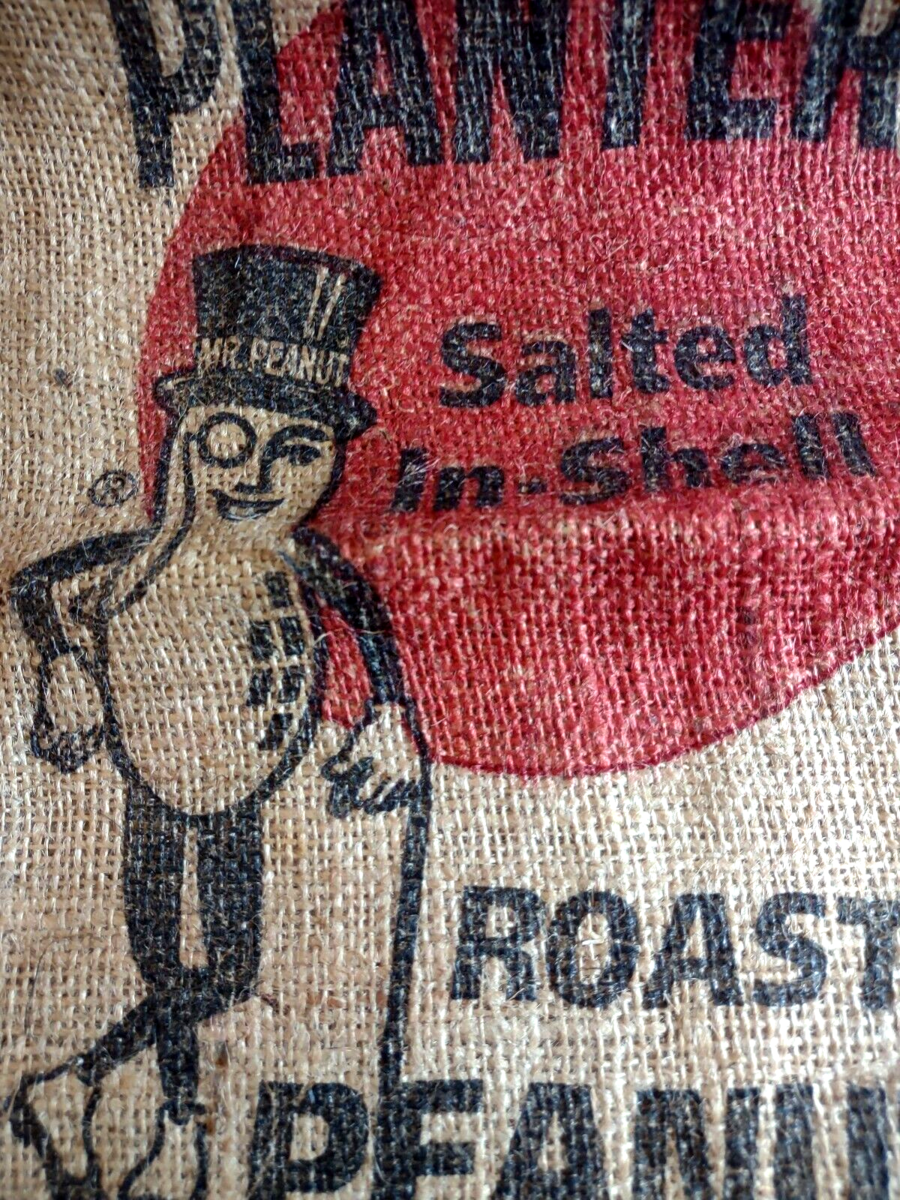 PLANTER
MR. PEANUT
Salted
In-Shell
®
ROAST
PEANU